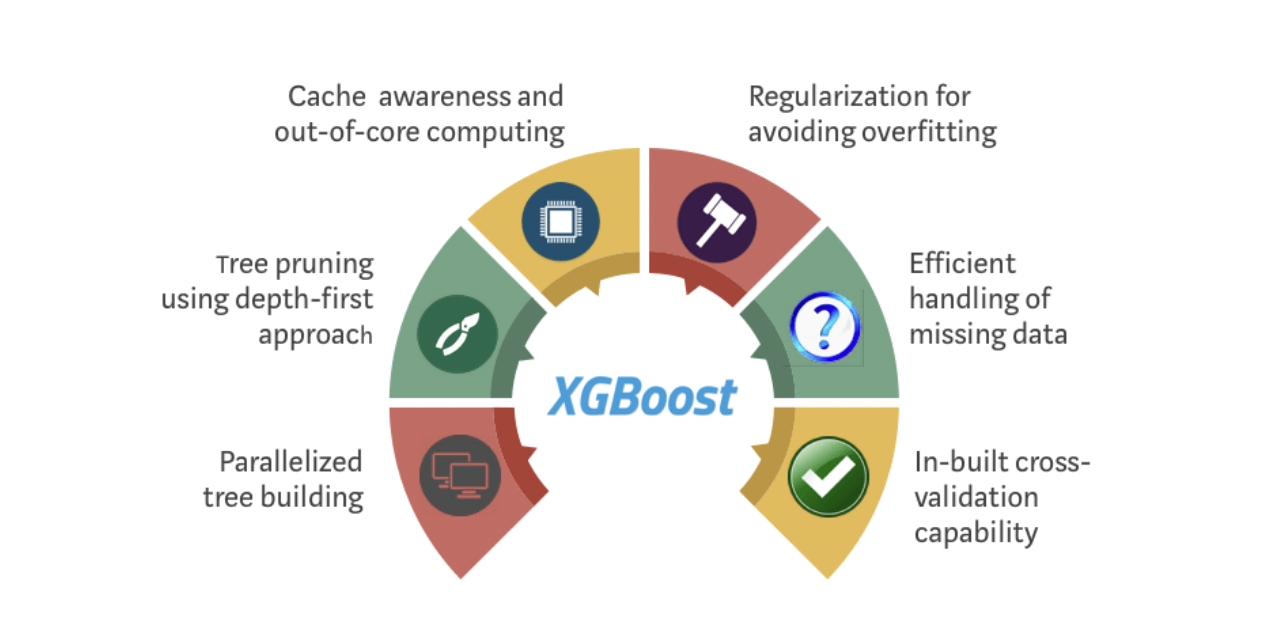 Cache awareness and
out-of-core computing
Regularization for
avoiding overfitting
Tree pruning
using depth-first
approach
Efficient
handling of
missing data
XGBoost
Parallelized
tree building
In-built cross-
validation
capability
?